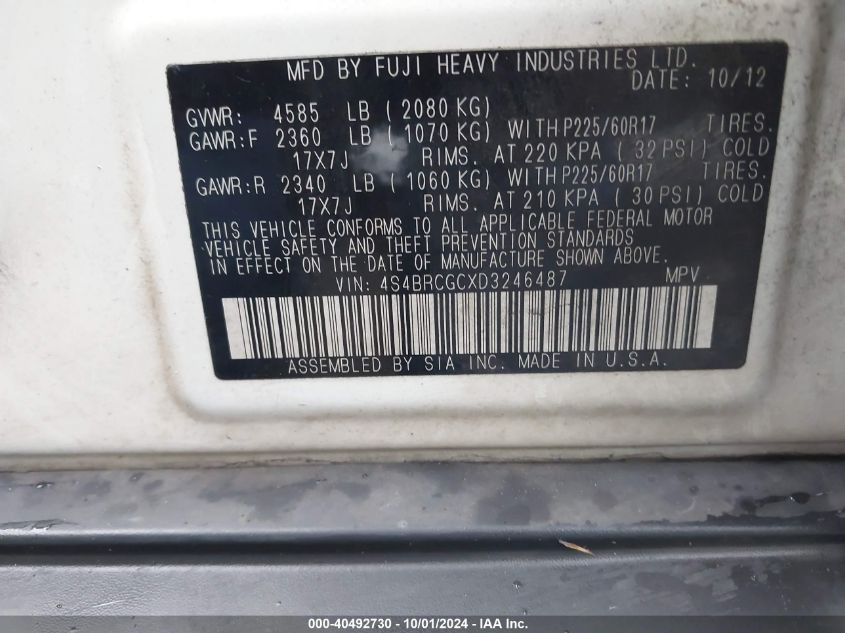 MFD BY FUJI HEAVY INDUSTRIES LTD.
DATE: 10/12
GVWR: 4585 LB (2080 KG)
GAWR:F 2360 LB (1070 KG) WITH P225/60R17 TIRES.
17X7J RIMS. AT 220 KPA (32 PSI) COLD
GAWR:R 2340 LB (1060 KG) WITH P225/60R17 TIRES.
17X7J RIMS. AT 210 KPA (30 PSI) COLD
THIS VEHICLE CONFORMS TO ALL APPLICABLE FEDERAL MOTOR
VEHICLE SAFETY AND THEFT PREVENTION STANDARDS
IN EFFECT ON THE DATE OF MANUFACTURE SHOWN ABOVE.
VIN: 4S4BRCGCXD3246487 MPV
ASSEMBLED BY SIA INC. MADE IN U.S.A.
000-40492730 - 10/01/2024 - IAA Inc.